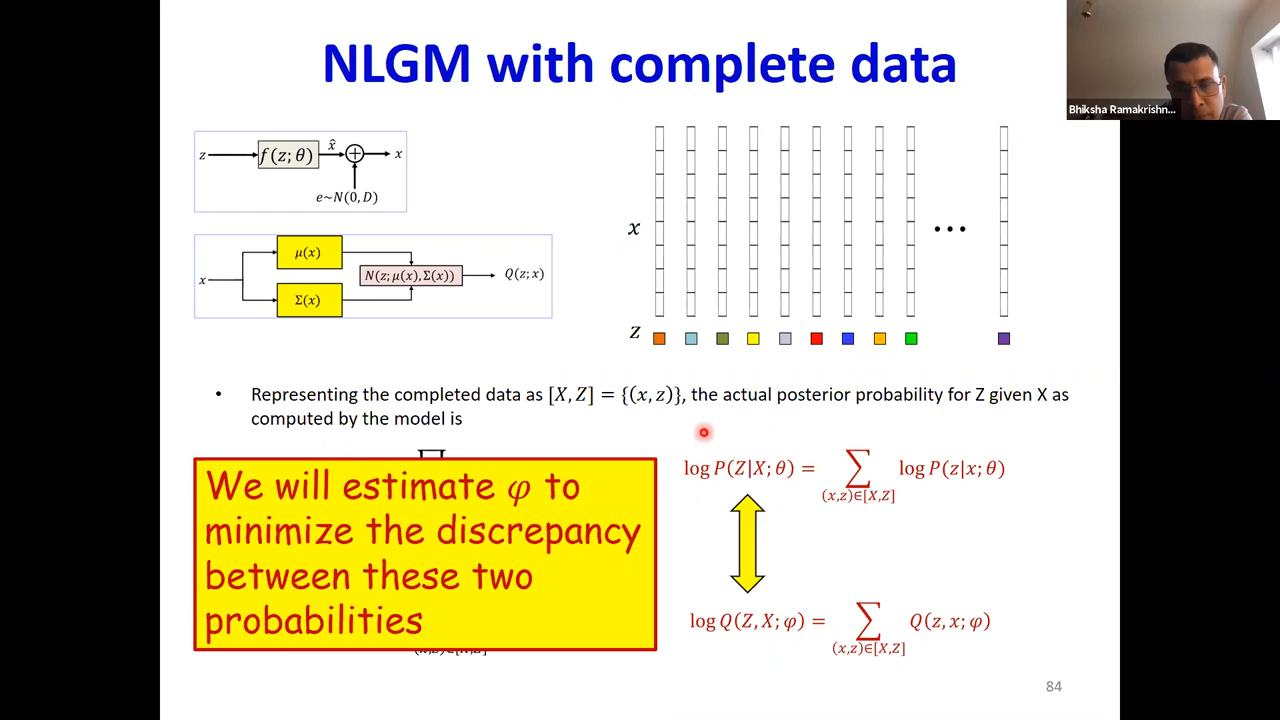 NLGM with complete data
Bhiksha Ramakrishn...
z
f(z; θ)
x̂
x
e~N(0, D)
x
μ(x)
Σ(x)
N(z; μ(x), Σ(x))
Q(z; x)
x
...
z
• Representing the completed data as [X, Z] = {(x, z)}, the actual posterior probability for Z given X as
computed by the model is
We will estimate φ to
minimize the discrepancy
between these two
probabilities
log P(Z|X; θ) = ∑ log P(z|x; θ)
(x,z)∈[X,Z]
log Q(Z, X; φ) = ∑ Q(z, x; φ)
(x,z)∈[X,Z]
84